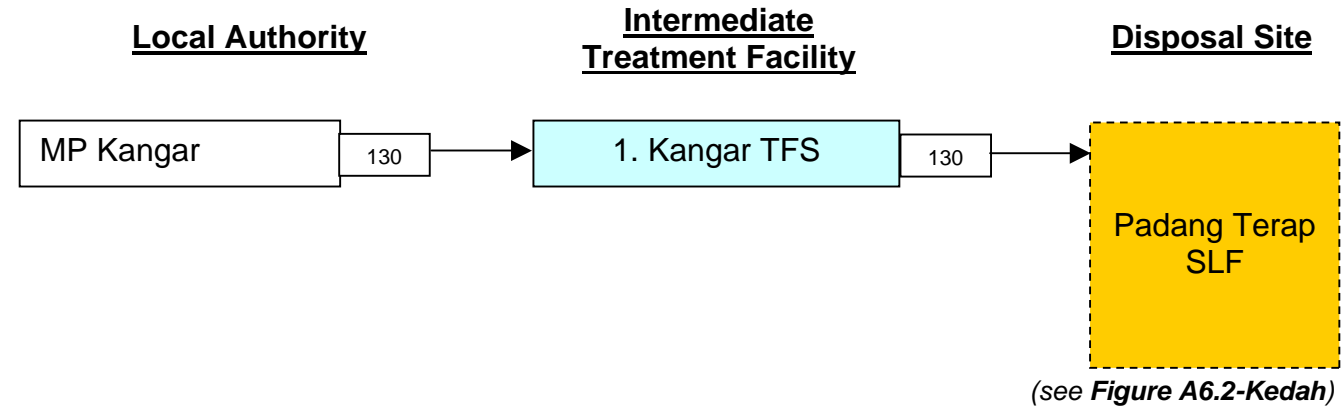 Local Authority
Intermediate
Treatment Facility
Disposal Site
MP Kangar
130
1. Kangar TFS
130
Padang Terap
SLF
(see Figure A6.2-Kedah)